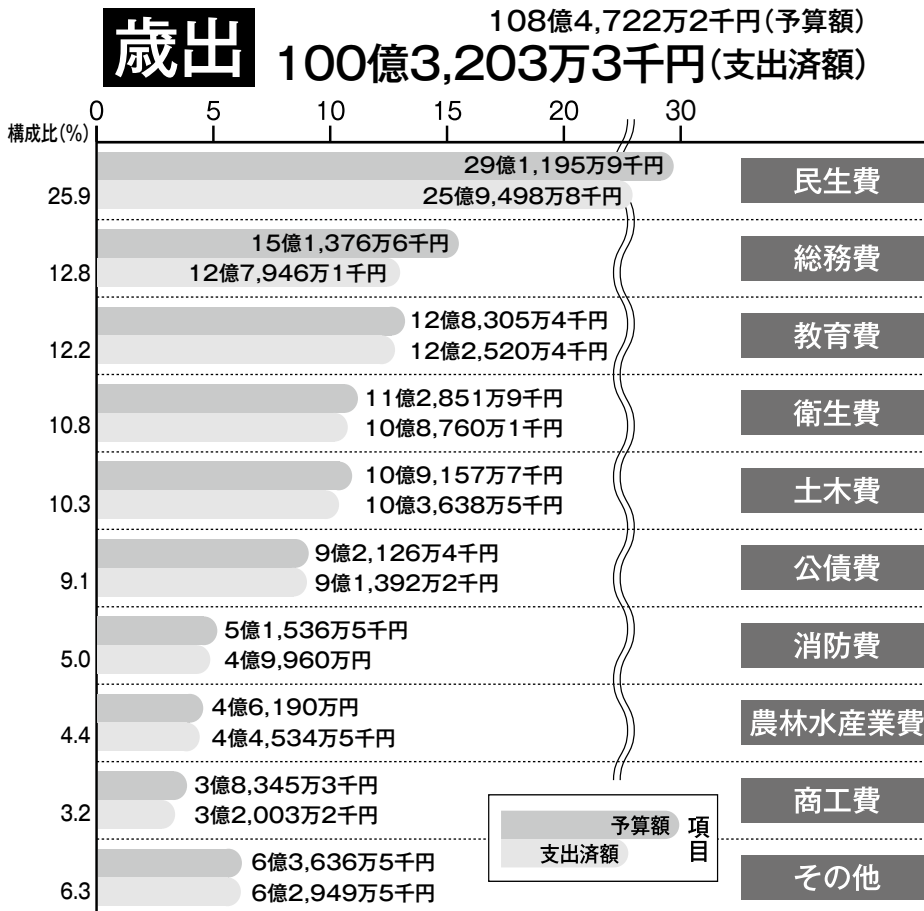 歳出
108億4,722万2千円(予算額)
100億3,203万3千円(支出済額)
0 5 10 15 20 30
構成比(%)
29億1,195万9千円
25.9 25億9,498万8千円 民生費
15億1,376万6千円
12.8 12億7,946万1千円 総務費
12億8,305万4千円
12.2 12億2,520万4千円 教育費
11億2,851万9千円
10.8 10億8,760万1千円 衛生費
10億9,157万7千円
10.3 10億3,638万5千円 土木費
9億2,126万4千円
9.1 9億1,392万2千円 公債費
5億1,536万5千円
5.0 4億9,960万円 消防費
4億6,190万円
4.4 4億4,534万5千円 農林水産業費
3億8,345万3千円
3.2 3億2,003万2千円 商工費
6億3,636万5千円
6.3 6億2,949万5千円 その他
予算額
支出済額
項目